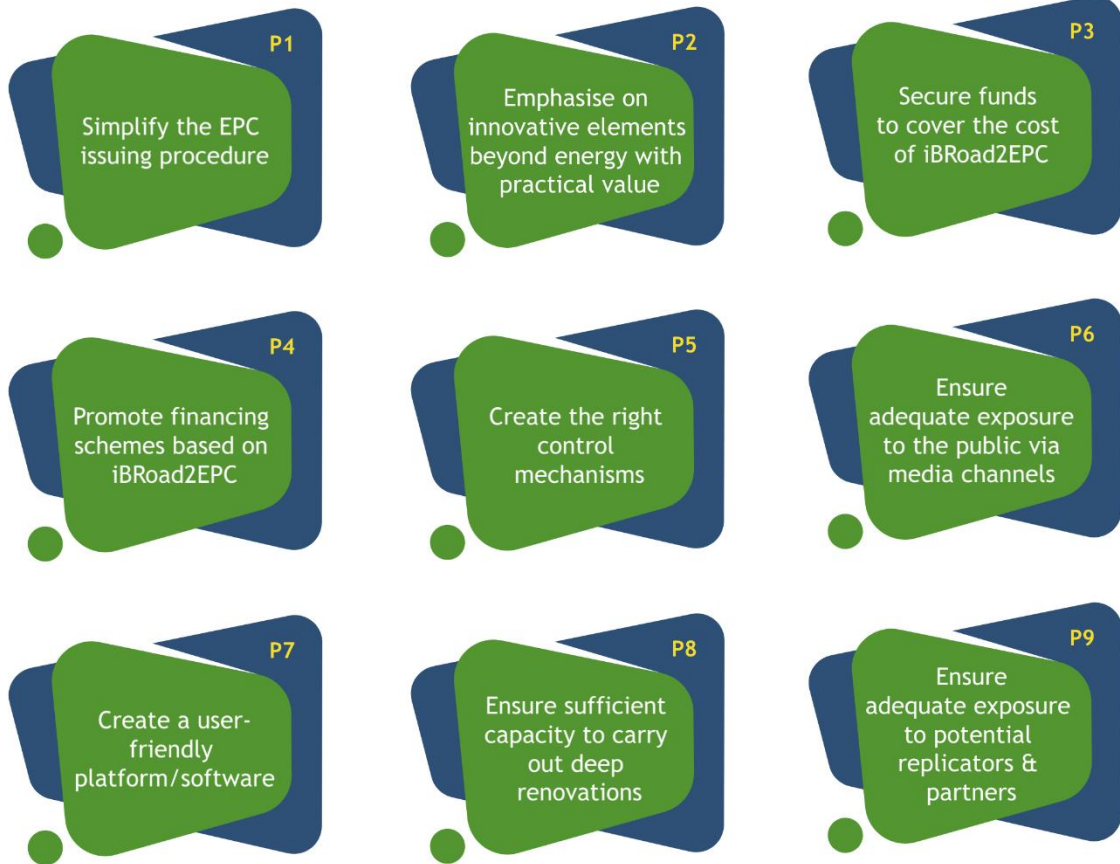 P1
Simplify the EPC
issuing procedure
P2
Emphasise on
innovative elements
beyond energy with
practical value
P3
Secure funds
to cover the cost
of iBRoad2EPC
P4
Promote financing
schemes based on
iBRoad2EPC
P5
Create the right
control
mechanisms
P6
Ensure
adequate exposure
to the public via
media channels
P7
Create a user-
friendly
platform/software
P8
Ensure sufficient
capacity to carry
out deep
renovations
P9
Ensure
adequate exposure
to potential
replicators &
partners